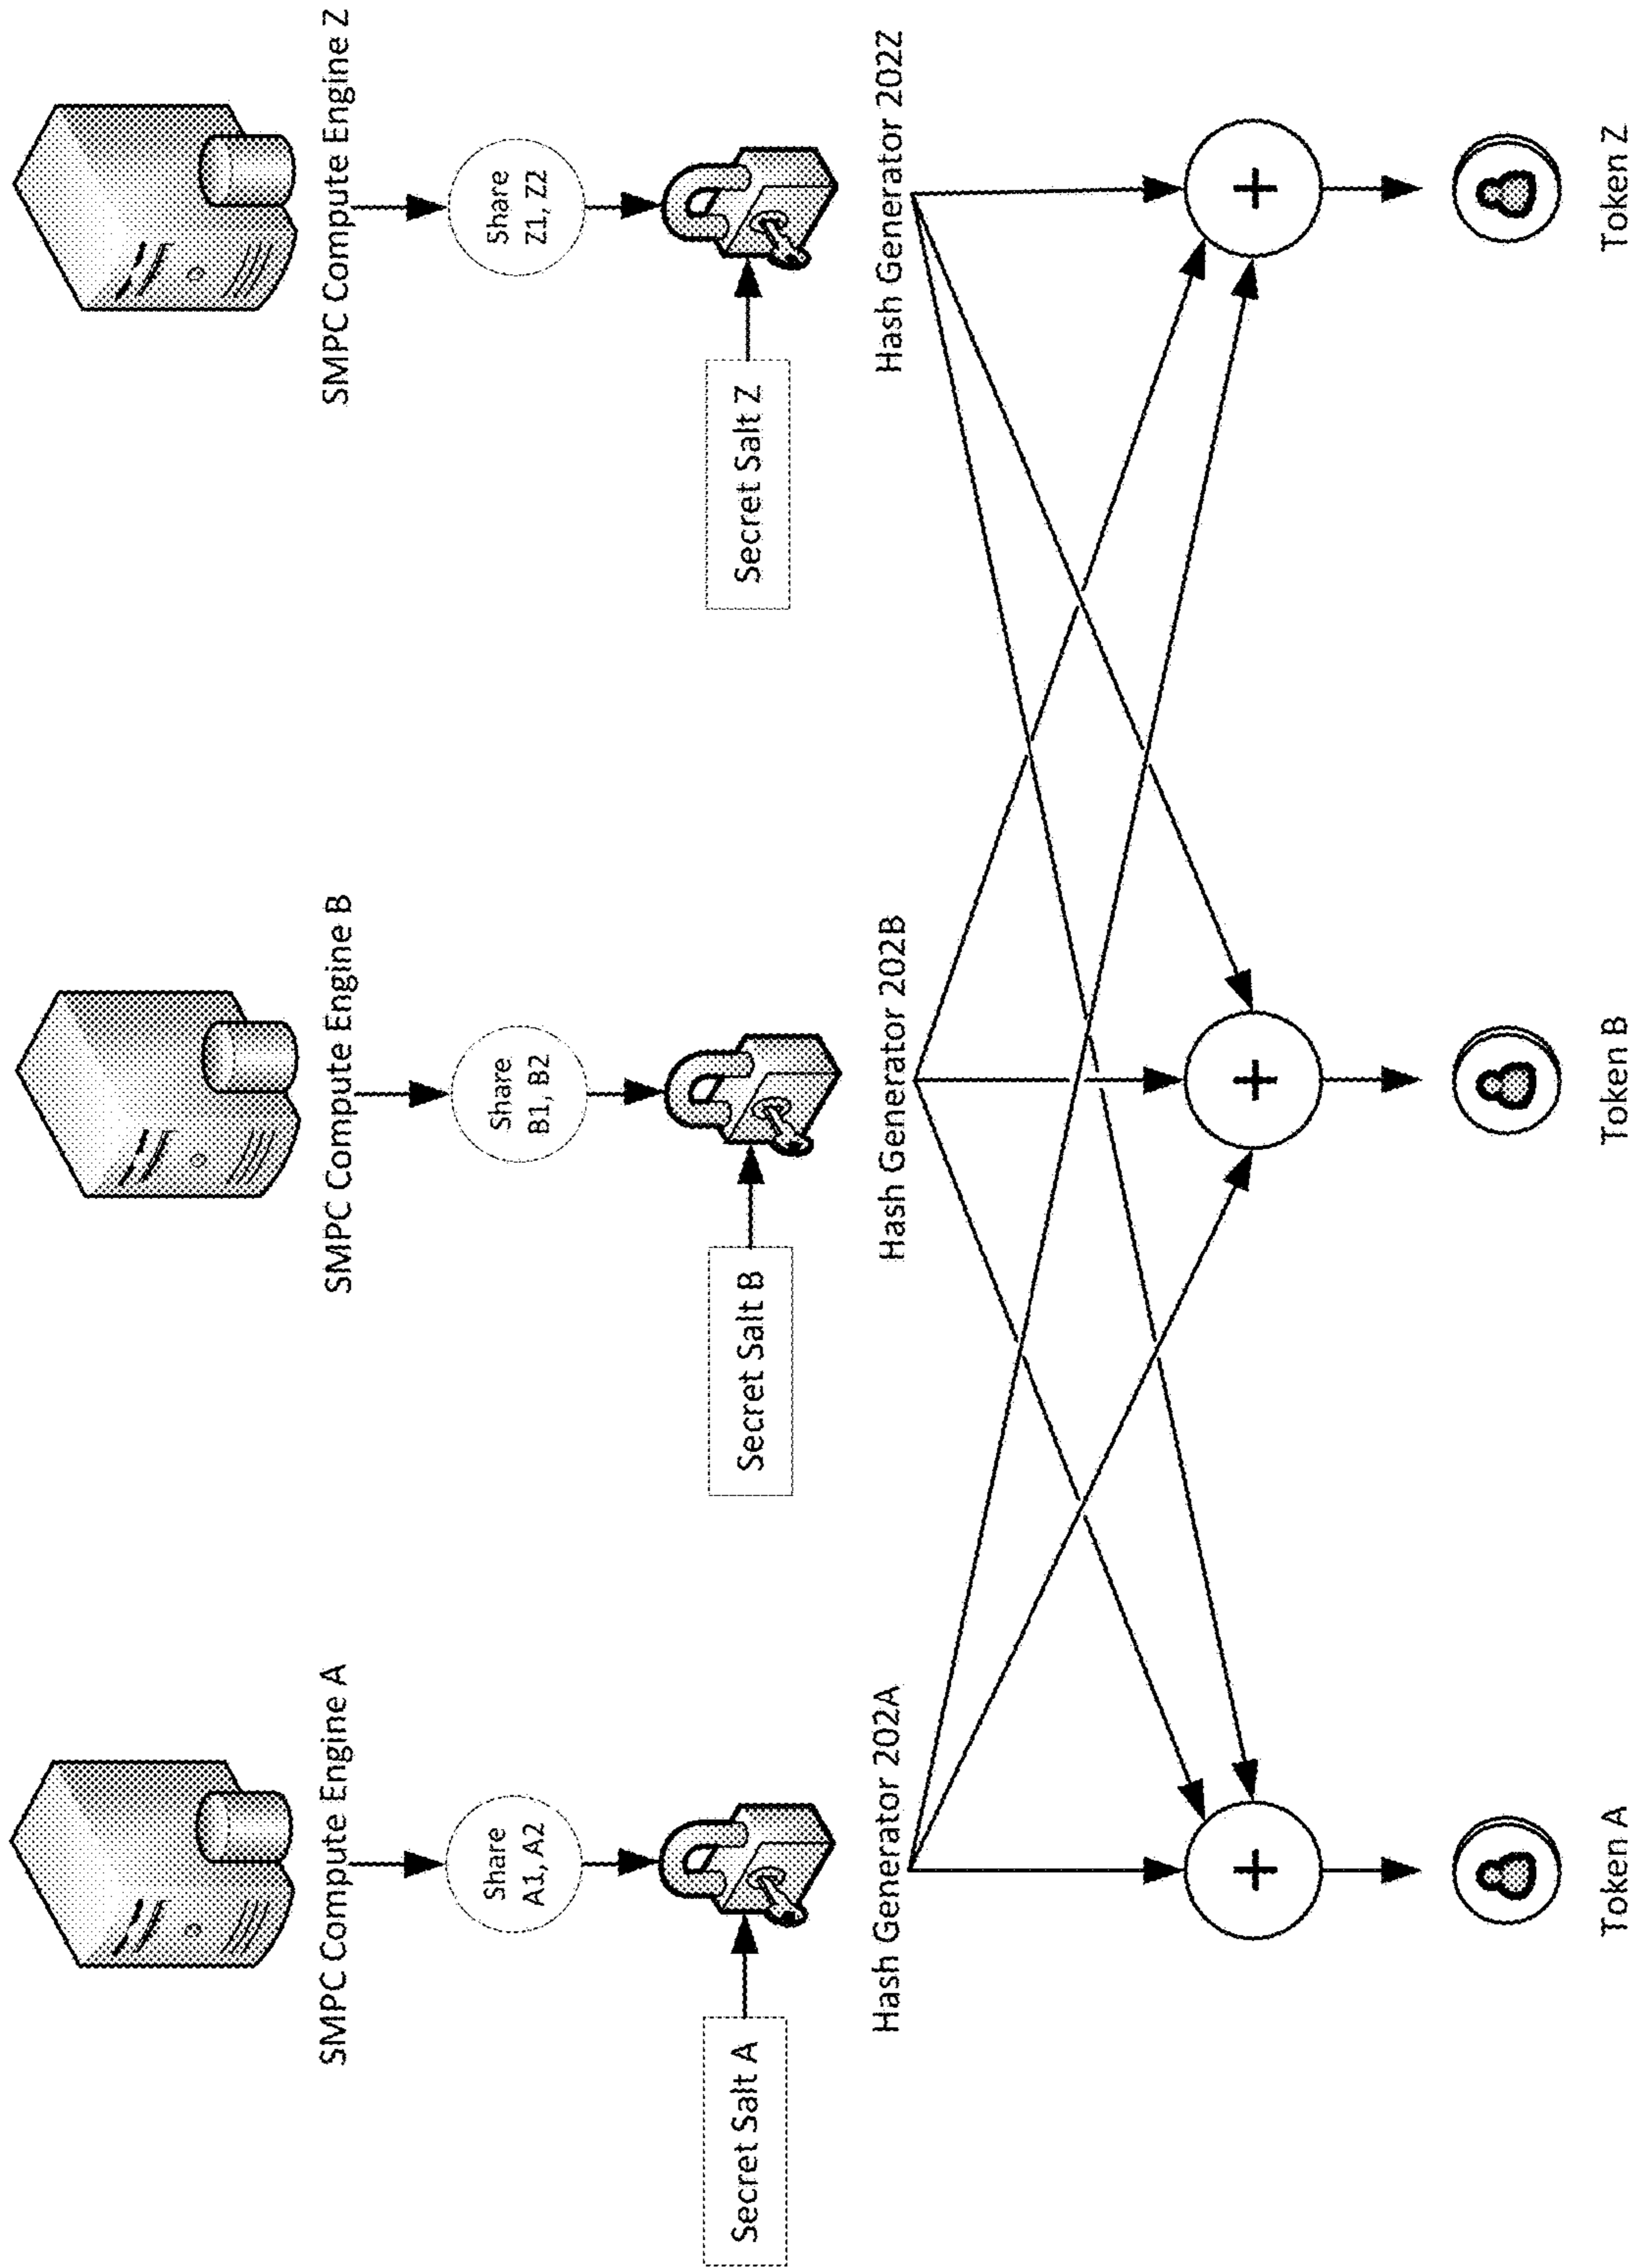 SMPC Compute Engine A
SMPC Compute Engine B
SMPC Compute Engine Z
Share
A1, A2
Share
B1, B2
Share
Z1, Z2
Secret Salt A
Secret Salt B
Secret Salt Z
Hash Generator 202A
Hash Generator 202B
Hash Generator 202Z
+
+
+
Token A
Token B
Token Z